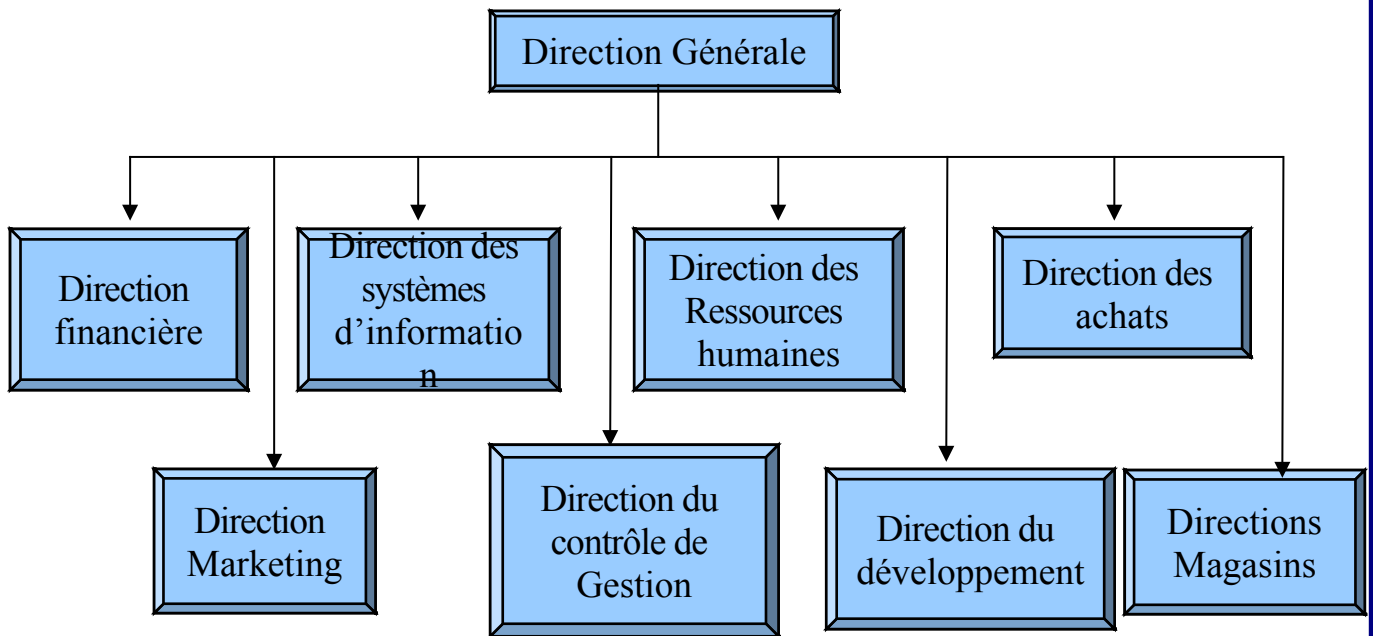 Direction Générale
Direction
financière
Direction des
systèmes
d’informatio
n
Direction des
Ressources
humaines
Direction des
achats
Direction
Marketing
Direction du
contrôle de
Gestion
Direction du
développement
Directions
Magasins